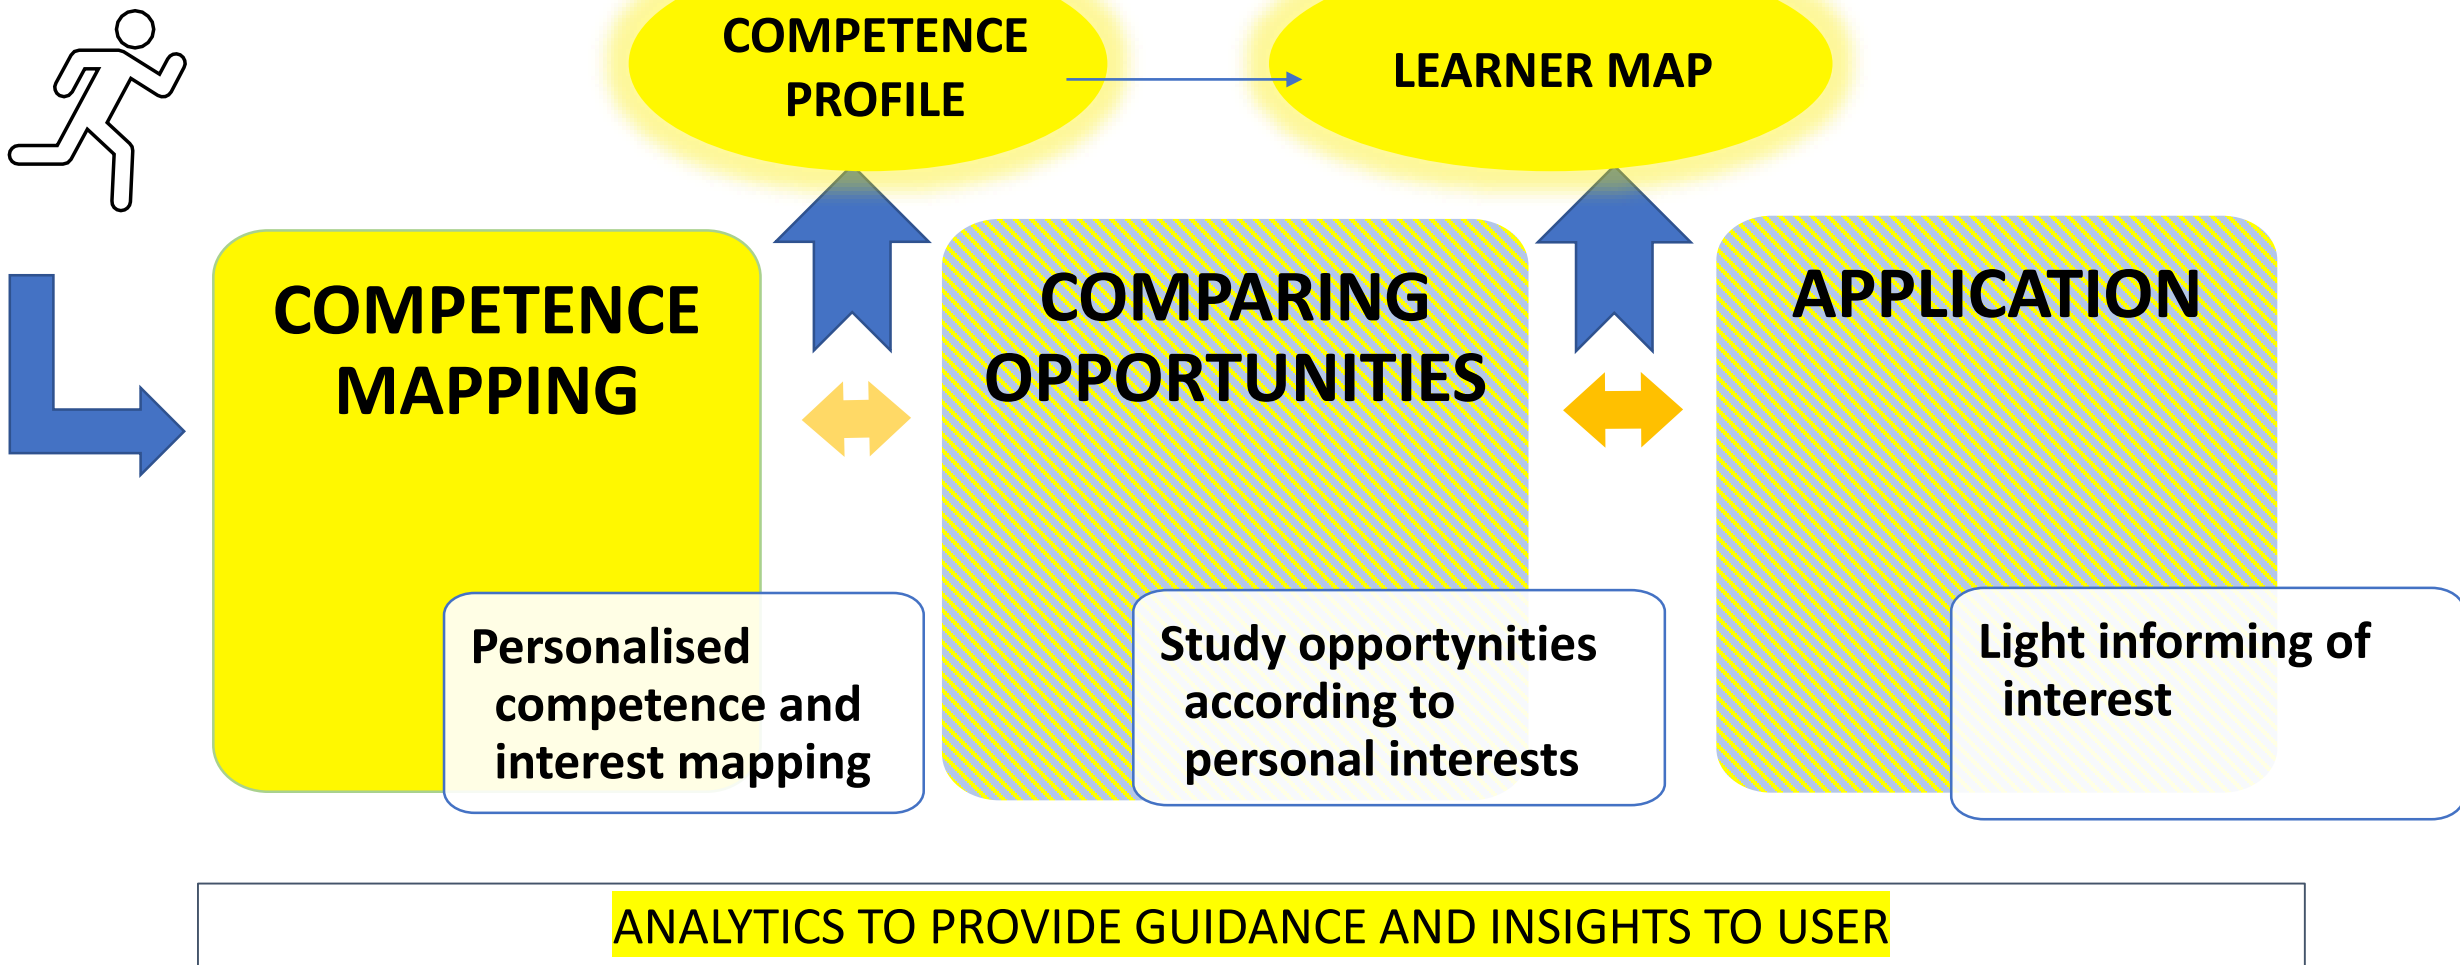 COMPETENCE
PROFILE
LEARNER MAP
COMPETENCE
MAPPING
COMPARING
OPPORTUNITIES
APPLICATION
Personalised
competence and
interest mapping
Study opportynities
according to
personal interests
Light informing of
interest
ANALYTICS TO PROVIDE GUIDANCE AND INSIGHTS TO USER